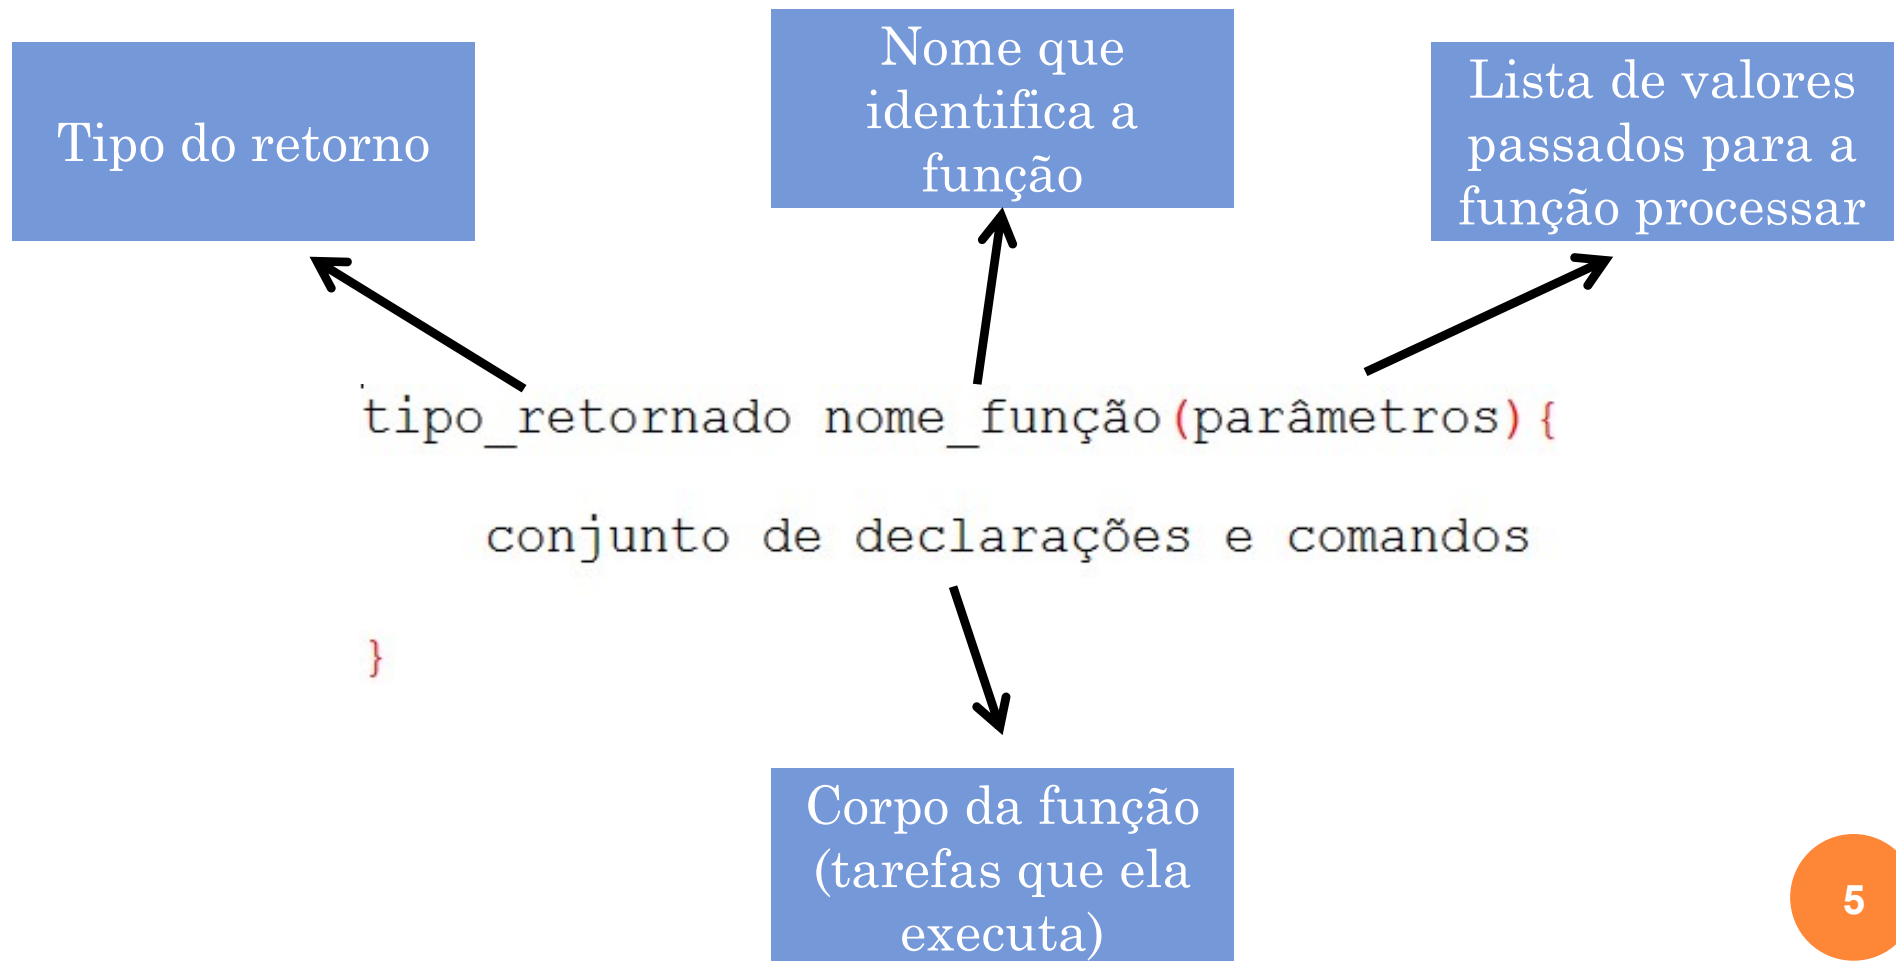 Tipo do retorno
Nome que
identifica a
função
Lista de valores
passados para a
função processar
tipo_retornado nome_função(parâmetros){
conjunto de declarações e comandos
}
Corpo da função
(tarefas que ela
executa)
5